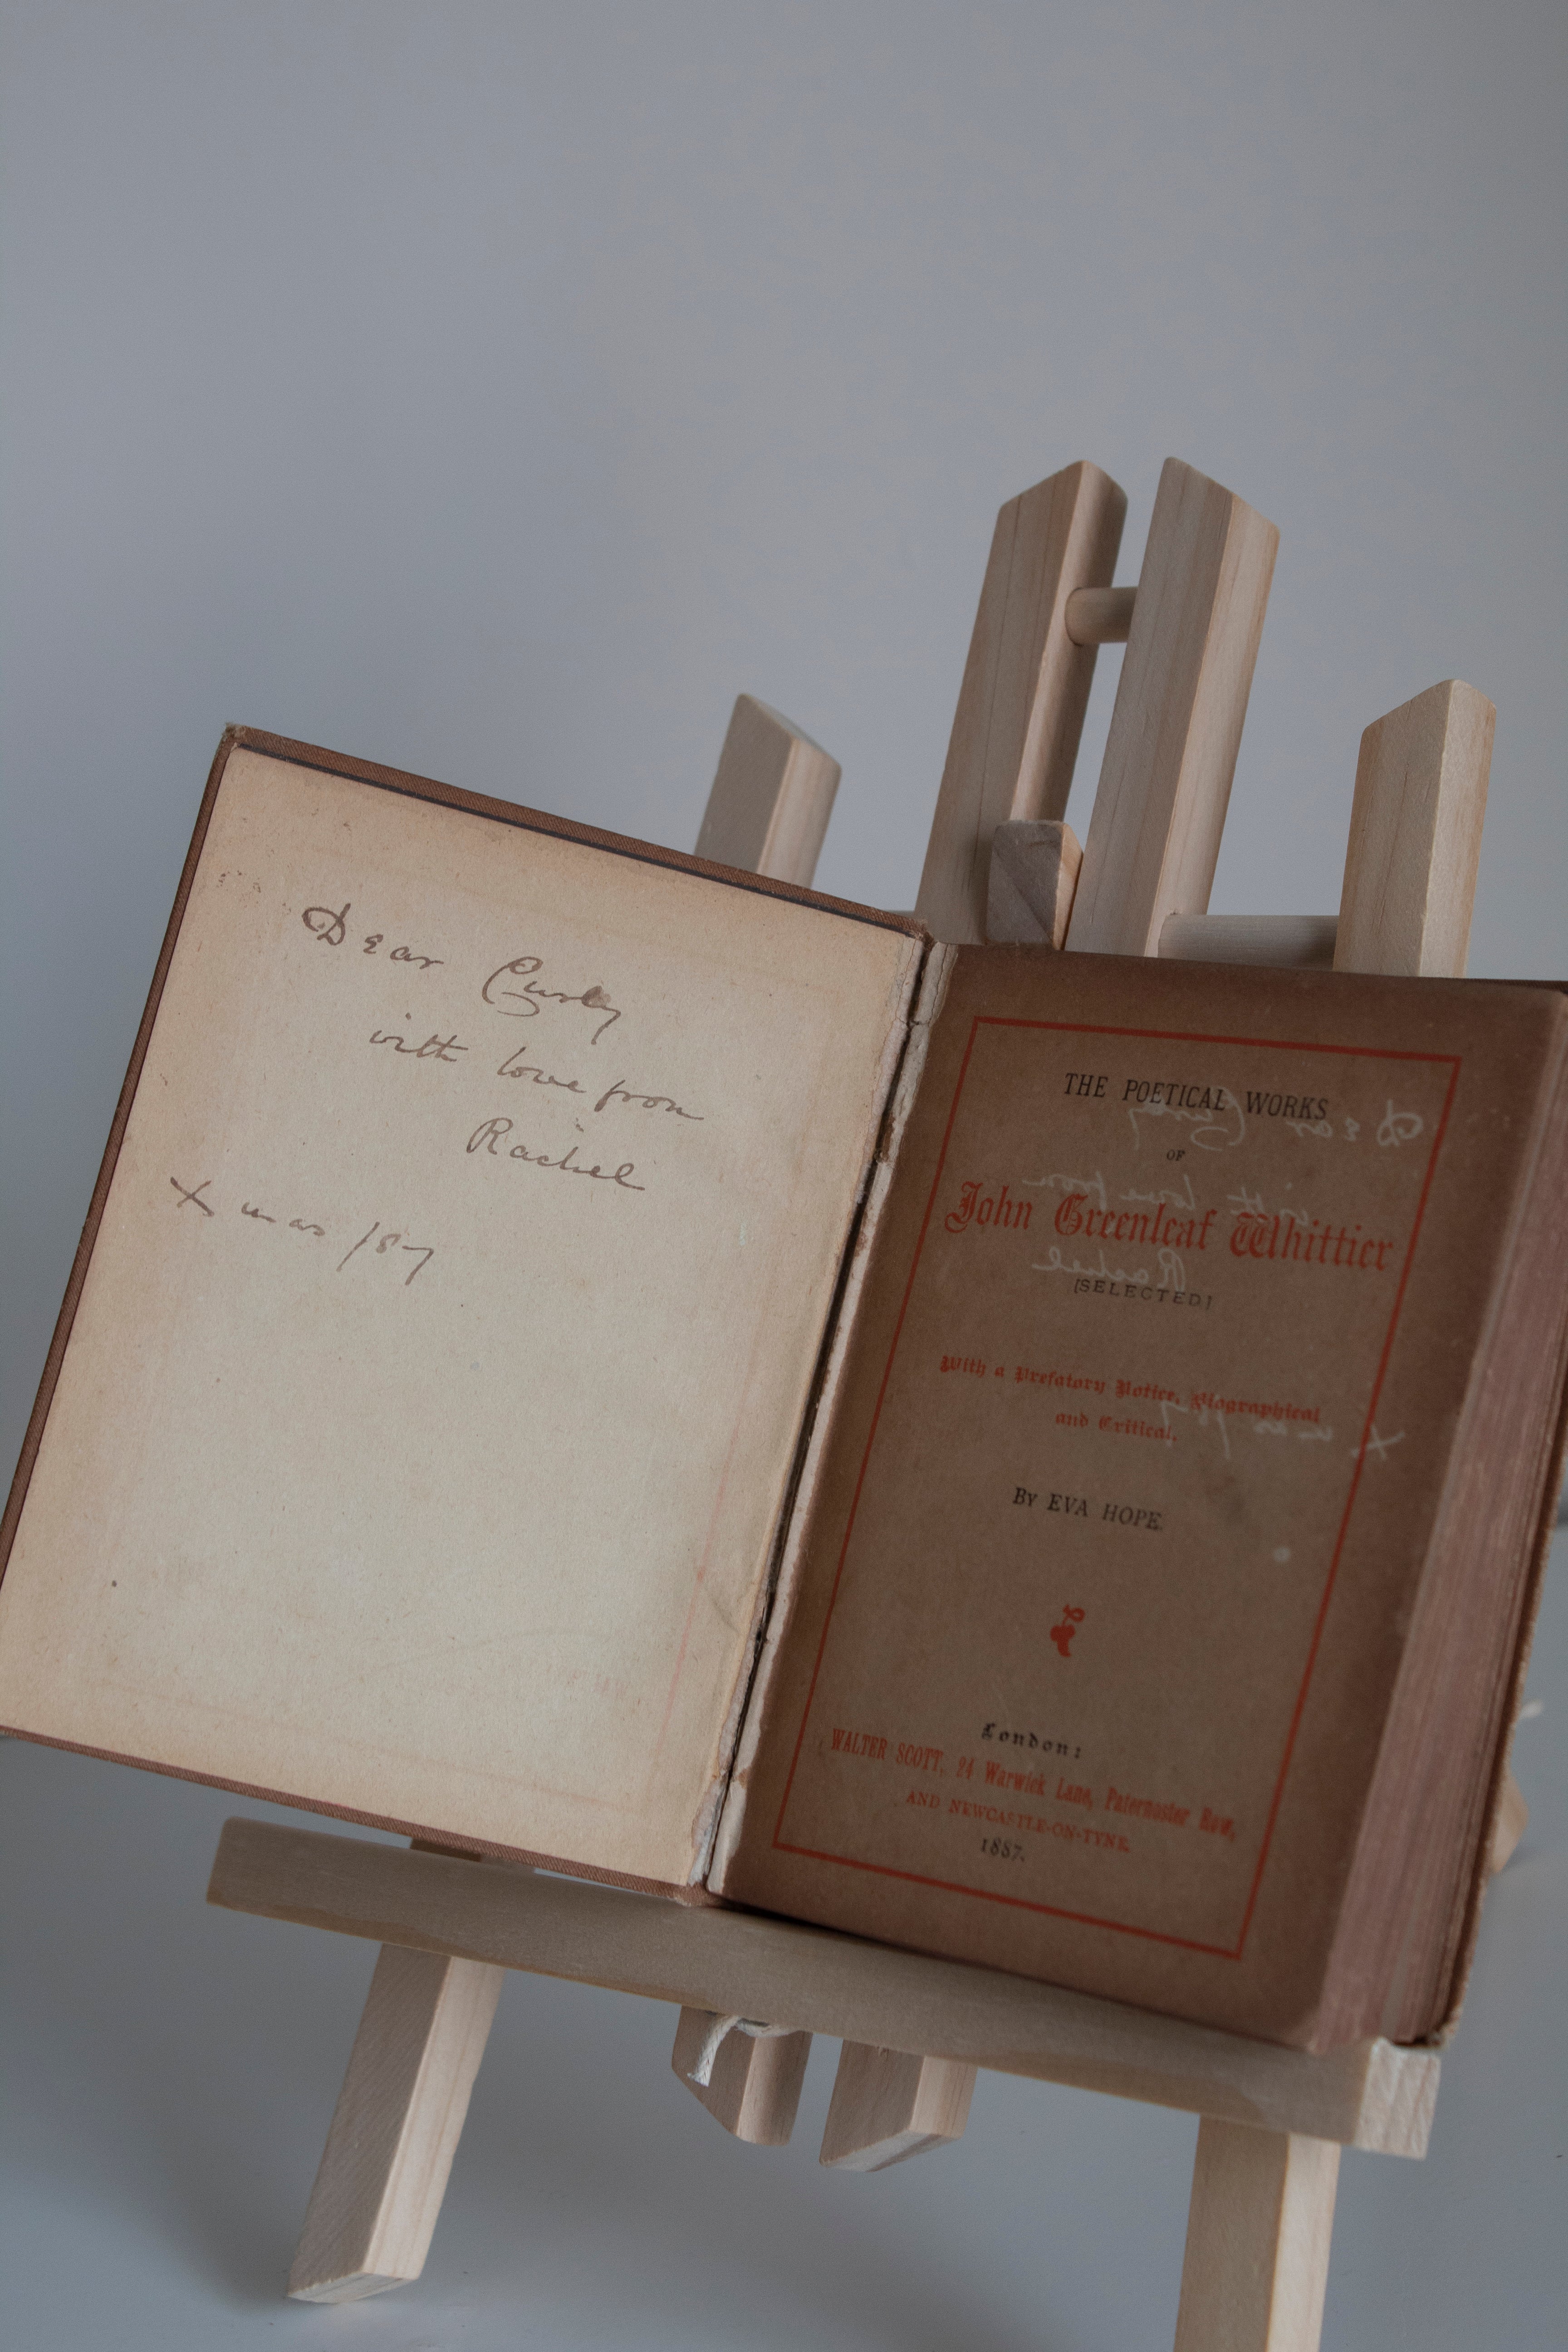 Dear Curly
with love from
Rachel
Xmas /87
THE POETICAL WORKS
OF
John Greenleaf Whittier
[SELECTED]
With a Prefatory Notice, Biographical
and Critical.
By EVA HOPE.
London:
WALTER SCOTT, 24 Warwick Lane, Paternoster Row,
AND NEWCASTLE-ON-TYNE.
1887.